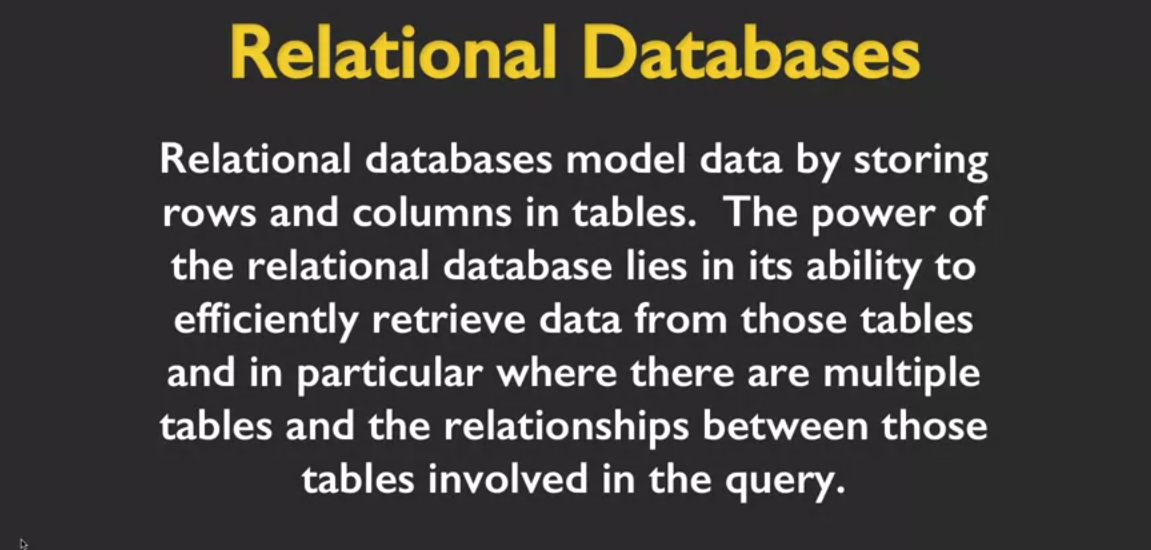 Relational Databases
Relational databases model data by storing
rows and columns in tables.  The power of
the relational database lies in its ability to
efficiently retrieve data from those tables
and in particular where there are multiple
tables and the relationships between those
tables involved in the query.